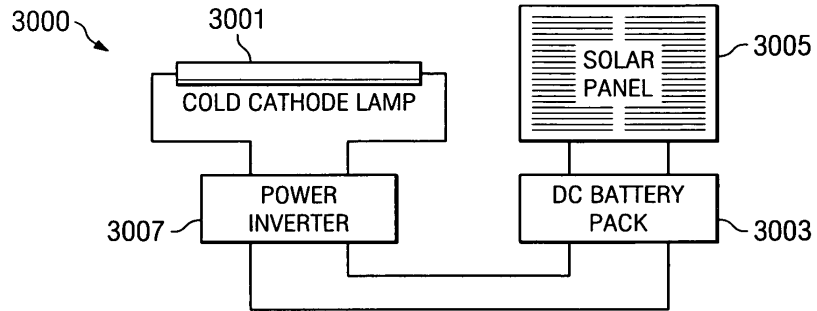 3000
3001
COLD CATHODE LAMP
SOLAR
PANEL
3005
POWER
INVERTER
3007
DC BATTERY
PACK
3003